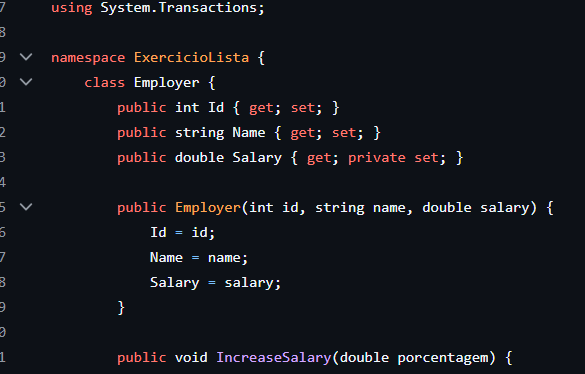 7 using System.Transactions;
8
9 namespace ExercicioLista {
0 class Employer {
1 public int Id { get; set; }
2 public string Name { get; set; }
3 public double Salary { get; private set; }
4
5 public Employer(int id, string name, double salary) {
6 Id = id;
7 Name = name;
8 Salary = salary;
9 }
0
1 public void IncreaseSalary(double porcentagem) {